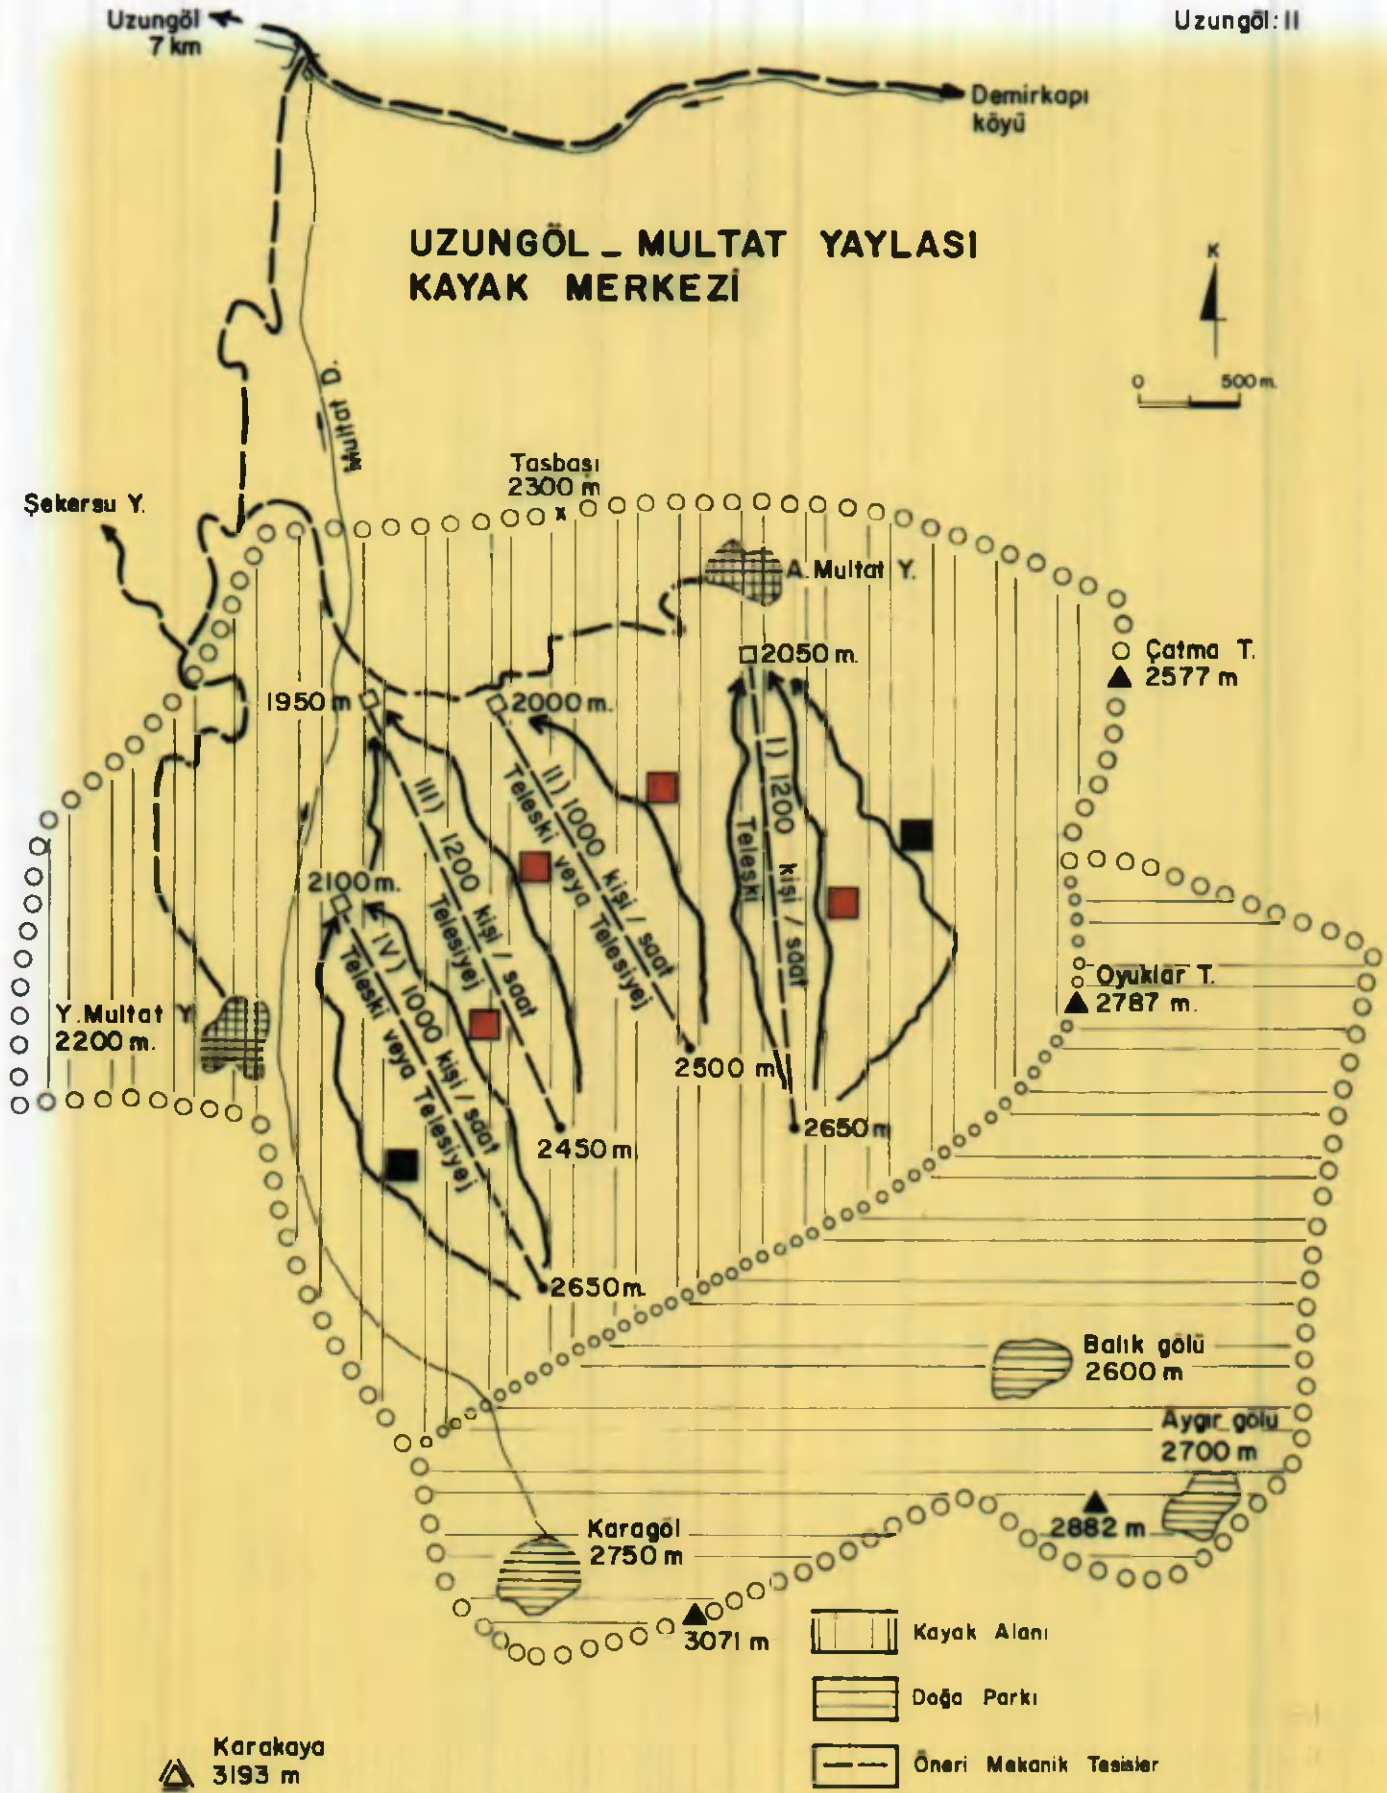 Uzungöl
7 km
Uzungöl: II
Demirkapı
köyü
UZUNGÖL _ MULTAT YAYLASI
KAYAK MERKEZİ
K
0 500 m.
Multat D.
Tasbaşı
2300 m
x
Şekersu Y.
A. Multat Y.
Çatma T.
2577 m
2050 m.
1950 m
2000 m.
I) 1200 kişi / saat
Teleski
II) 1000 kişi / saat
Teleski veya Telesiyej
III) 1200 kişi / saat
Telesiyej
2100 m.
IV) 1000 kişi / saat
Teleski veya Telesiyej
Oyuklar T.
2787 m.
Y. Multat Y
2200 m.
2500 m
2450 m
2650 m
2650 m.
Balık gölü
2600 m
Aygır gölü
2700 m
2882 m
Karagöl
2750 m
3071 m
Kayak Alanı
Doğa Parkı
Öneri Mekanik Tesisler
Karakaya
3193 m